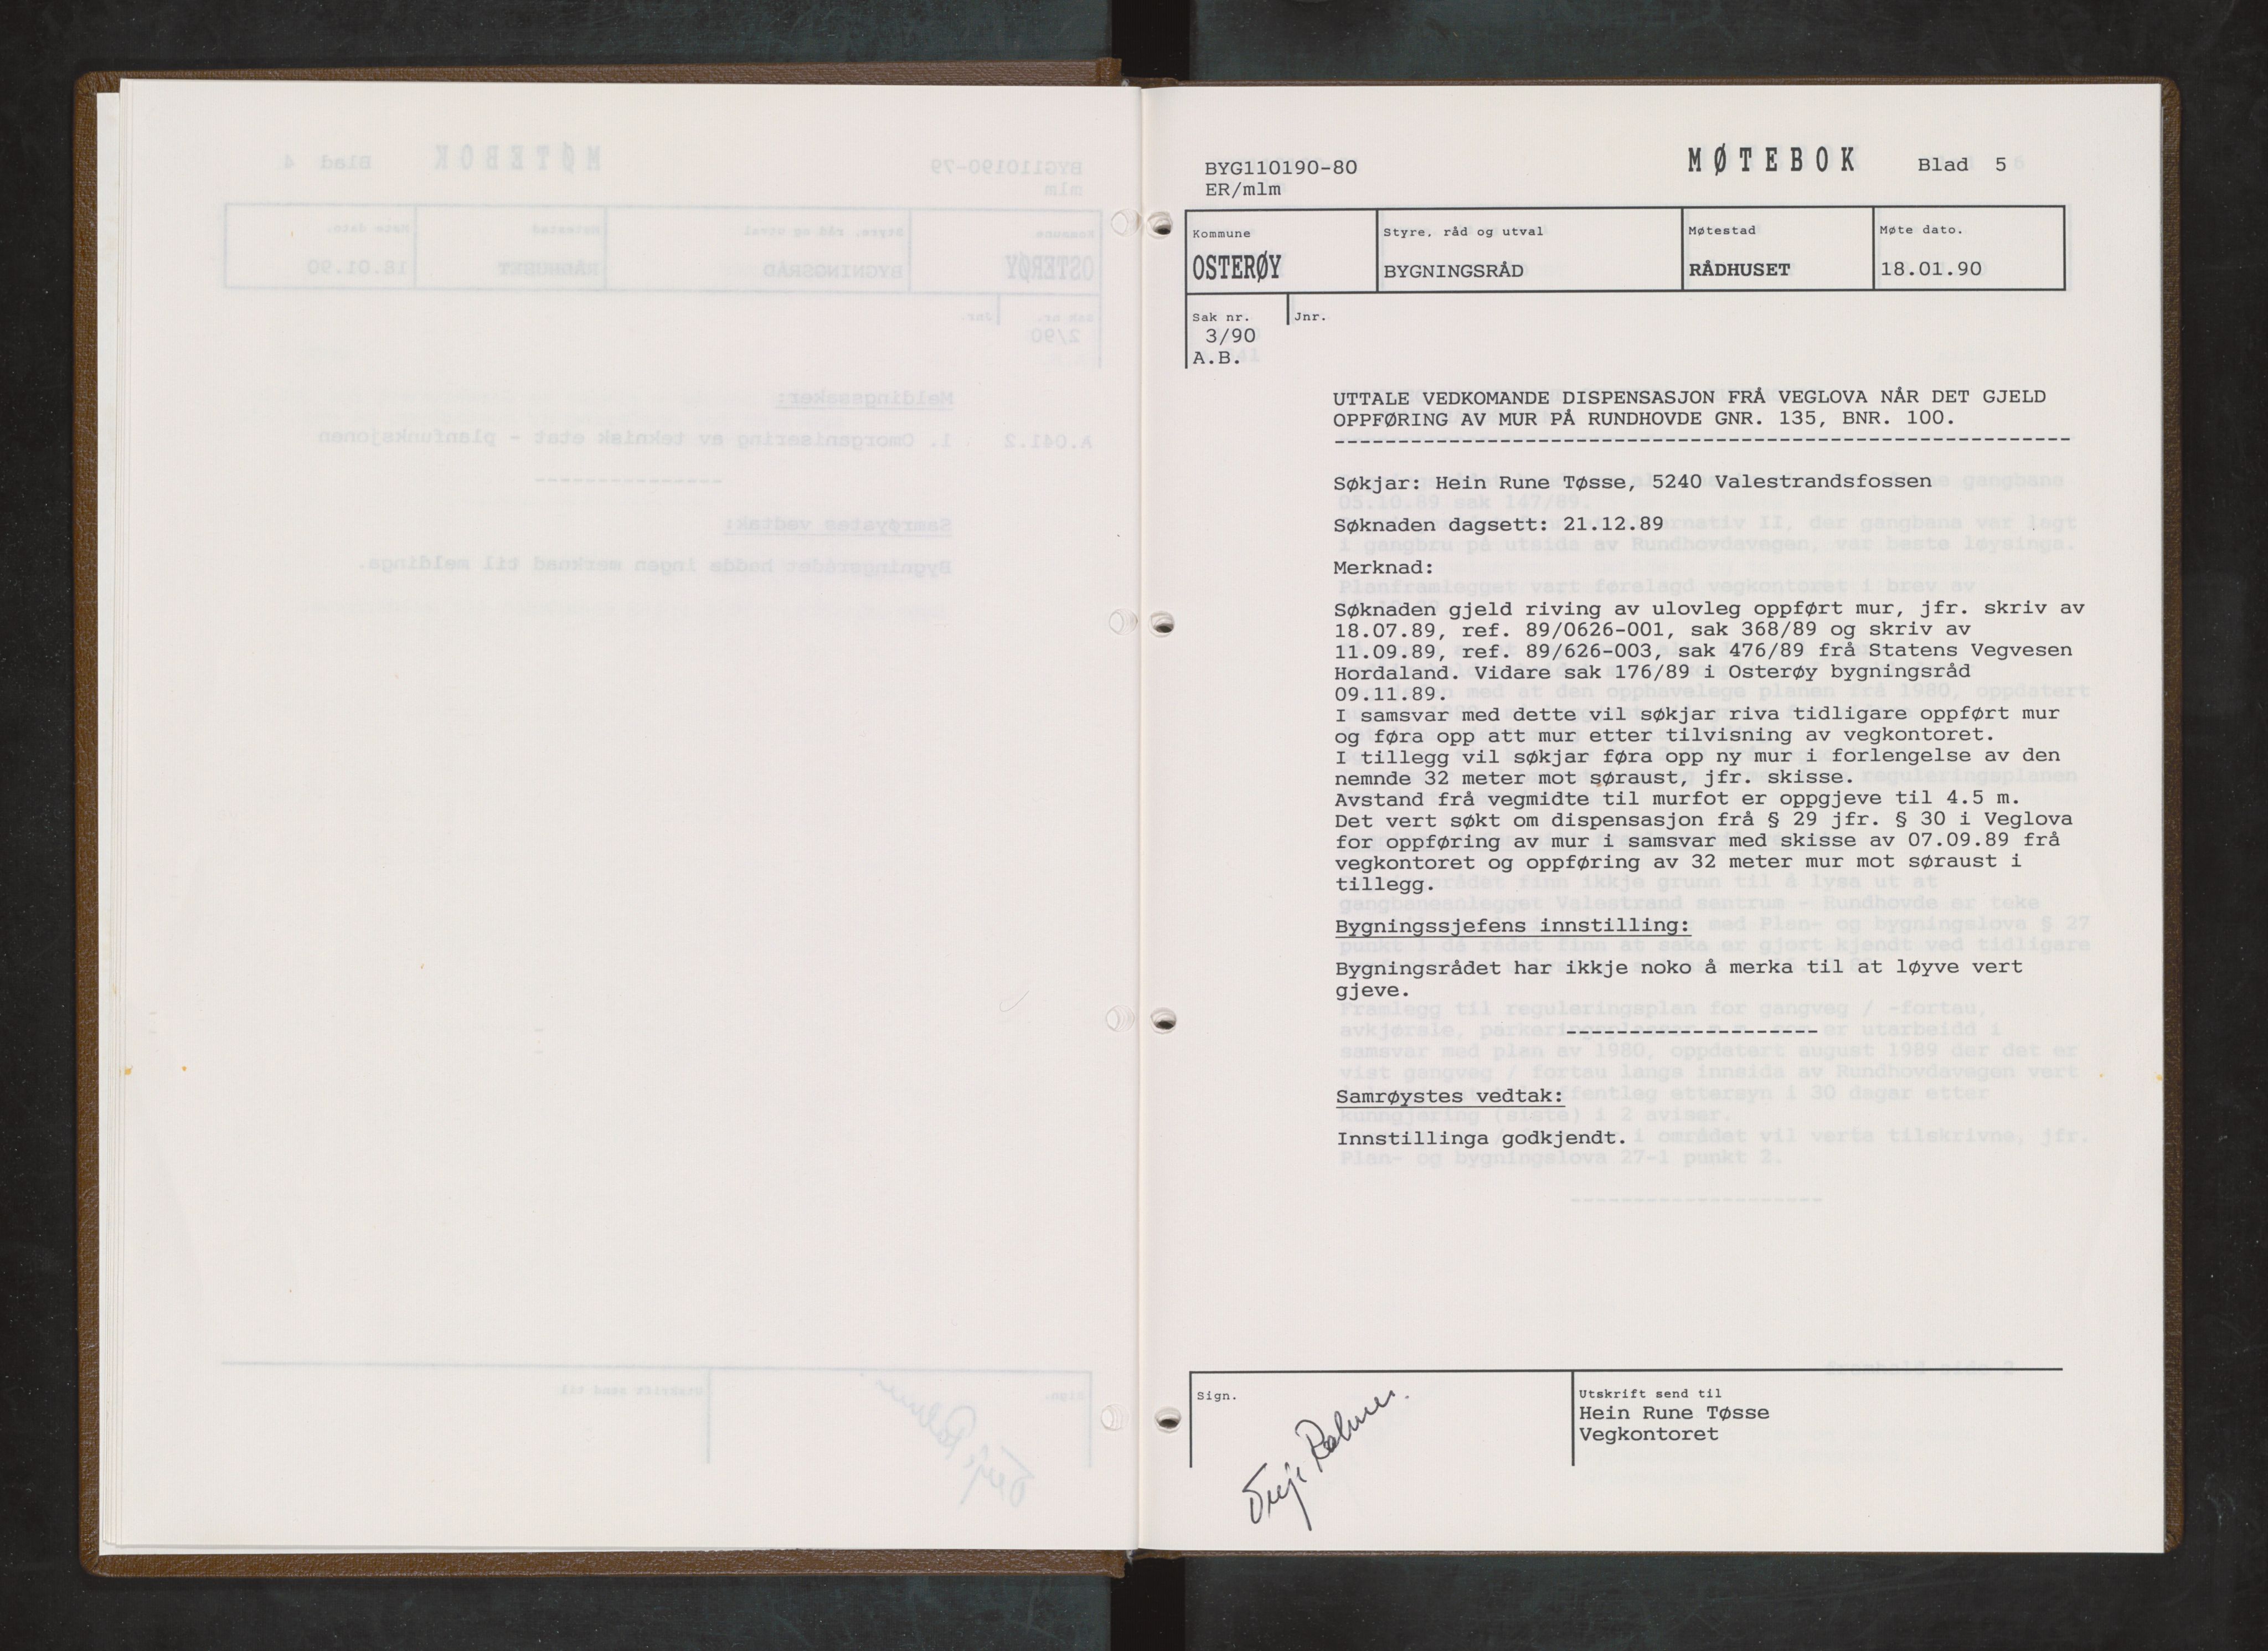 BYG110190-80
ER/mlm
MØTEBOK
Blad 5
Kommune
OSTERØY
Styre, råd og utval
BYGNINGSRÅD
Møtestad
RÅDHUSET
Møte dato.
18.01.90
Sak nr.
3/90
A.B.
Jnr.
UTTALE VEDKOMANDE DISPENSASJON FRÅ VEGLOVA NÅR DET GJELD
OPPFØRING AV MUR PÅ RUNDHOVDE GNR. 135, BNR. 100.
Søkjar: Hein Rune Tøsse, 5240 Valestrandsfossen
Søknaden dagsett: 21.12.89
Merknad:
Søknaden gjeld riving av ulovleg oppført mur, jfr. skriv av
18.07.89, ref. 89/0626-001, sak 368/89 og skriv av
11.09.89, ref. 89/626-003, sak 476/89 frå Statens Vegvesen
Hordaland. Vidare sak 176/89 i Osterøy bygningsråd
09.11.89.
I samsvar med dette vil søkjar riva tidligare oppført mur
og føra opp att mur etter tilvisning av vegkontoret.
I tillegg vil søkjar føra opp ny mur i forlengelse av den
nemnde 32 meter mot søraust, jfr. skisse.
Avstand frå vegmidte til murfot er oppgjeve til 4.5 m.
Det vert søkt om dispensasjon frå § 29 jfr. § 30 i Veglova
for oppføring av mur i samsvar med skisse av 07.09.89 frå
vegkontoret og oppføring av 32 meter mur mot søraust i
tillegg.
Bygningssjefens innstilling:
Bygningsrådet har ikkje noko å merka til at løyve vert
gjeve.
Samrøystes vedtak:
Innstillinga godkjendt.
Sign.
Utskrift send til
Hein Rune Tøsse
Vegkontoret